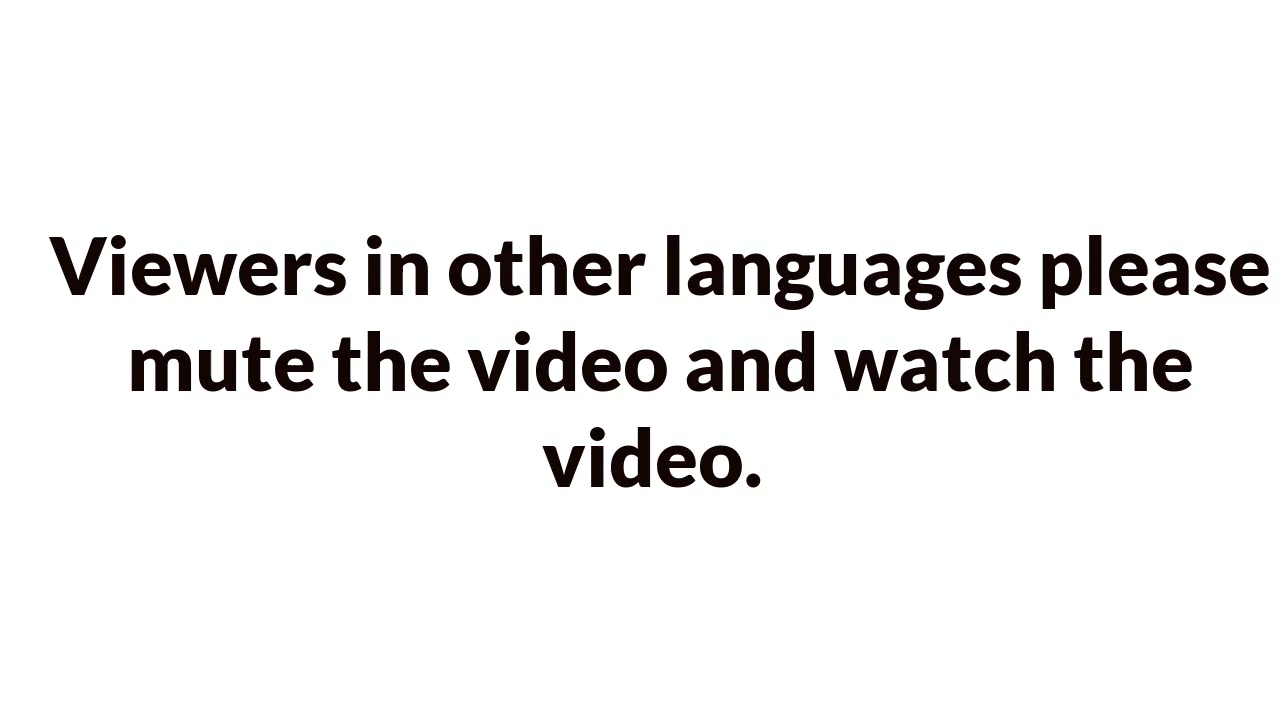 Viewers in other languages please
mute the video and watch the
video.